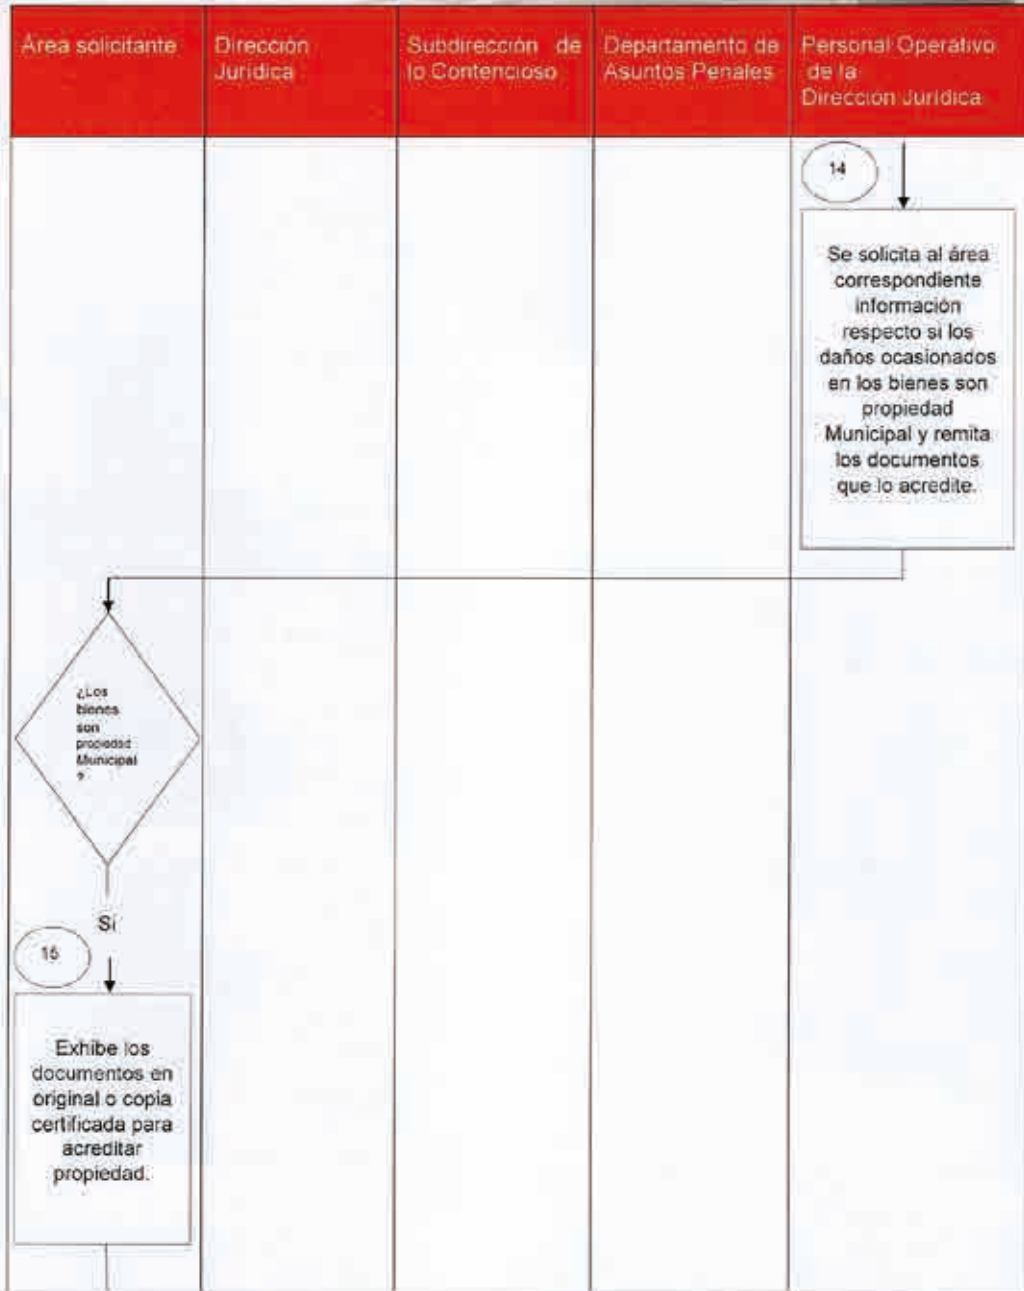 Área solicitante
Dirección
Jurídica
Subdirección de
lo Contencioso
Departamento de
Asuntos Penales
Personal Operativo
de la
Dirección Jurídica
14
Se solicita al área
correspondiente
información
respecto si los
daños ocasionados
en los bienes son
propiedad
Municipal y remita
los documentos
que lo acredite.
¿Los
bienes
son
propiedad
Municipal
?
Sí
15
Exhibe los
documentos en
original o copia
certificada para
acreditar
propiedad.